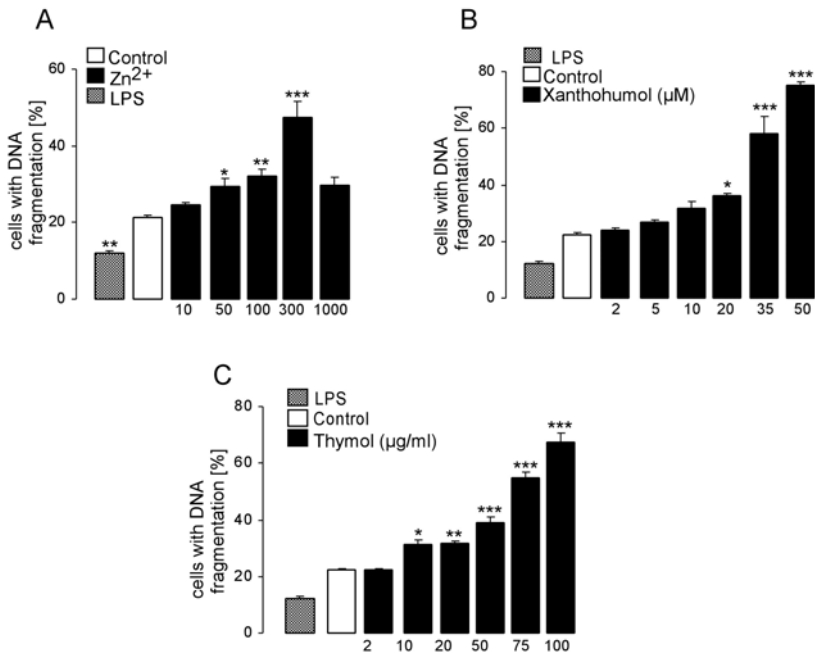 A
Control
Zn2+
LPS
cells with DNA
fragmentation [%]
60
40
20
0
**
*
**
***
10 50 100 300 1000
B
LPS
Control
Xanthohumol (µM)
cells with DNA
fragmentation [%]
80
60
40
20
0
*
***
***
2 5 10 20 35 50
C
LPS
Control
Thymol (µg/ml)
cells with DNA
fragmentation [%]
80
60
40
20
0
*
**
***
***
***
2 10 20 50 75 100